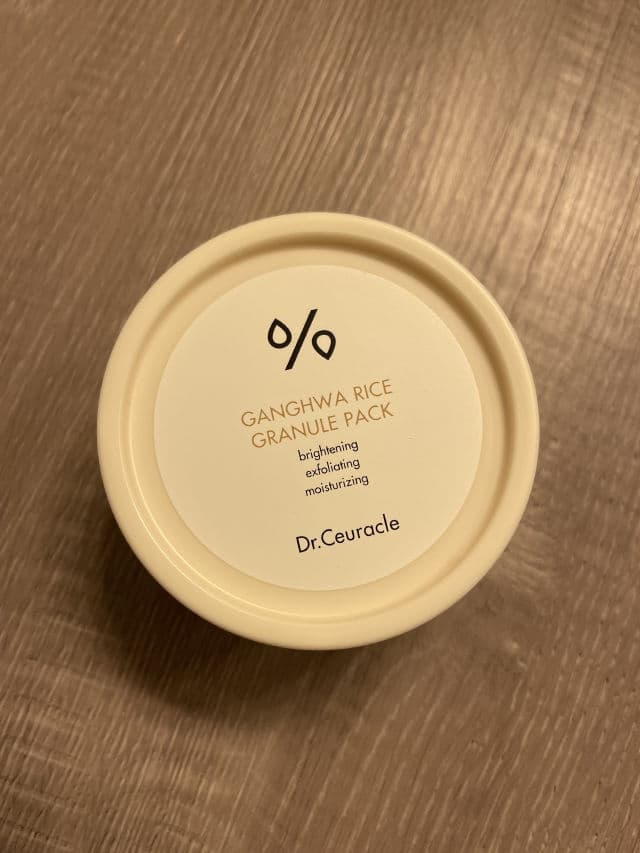 %
GANGHWA RICE
GRANULE PACK
brightening
exfoliating
moisturizing
Dr.Ceuracle